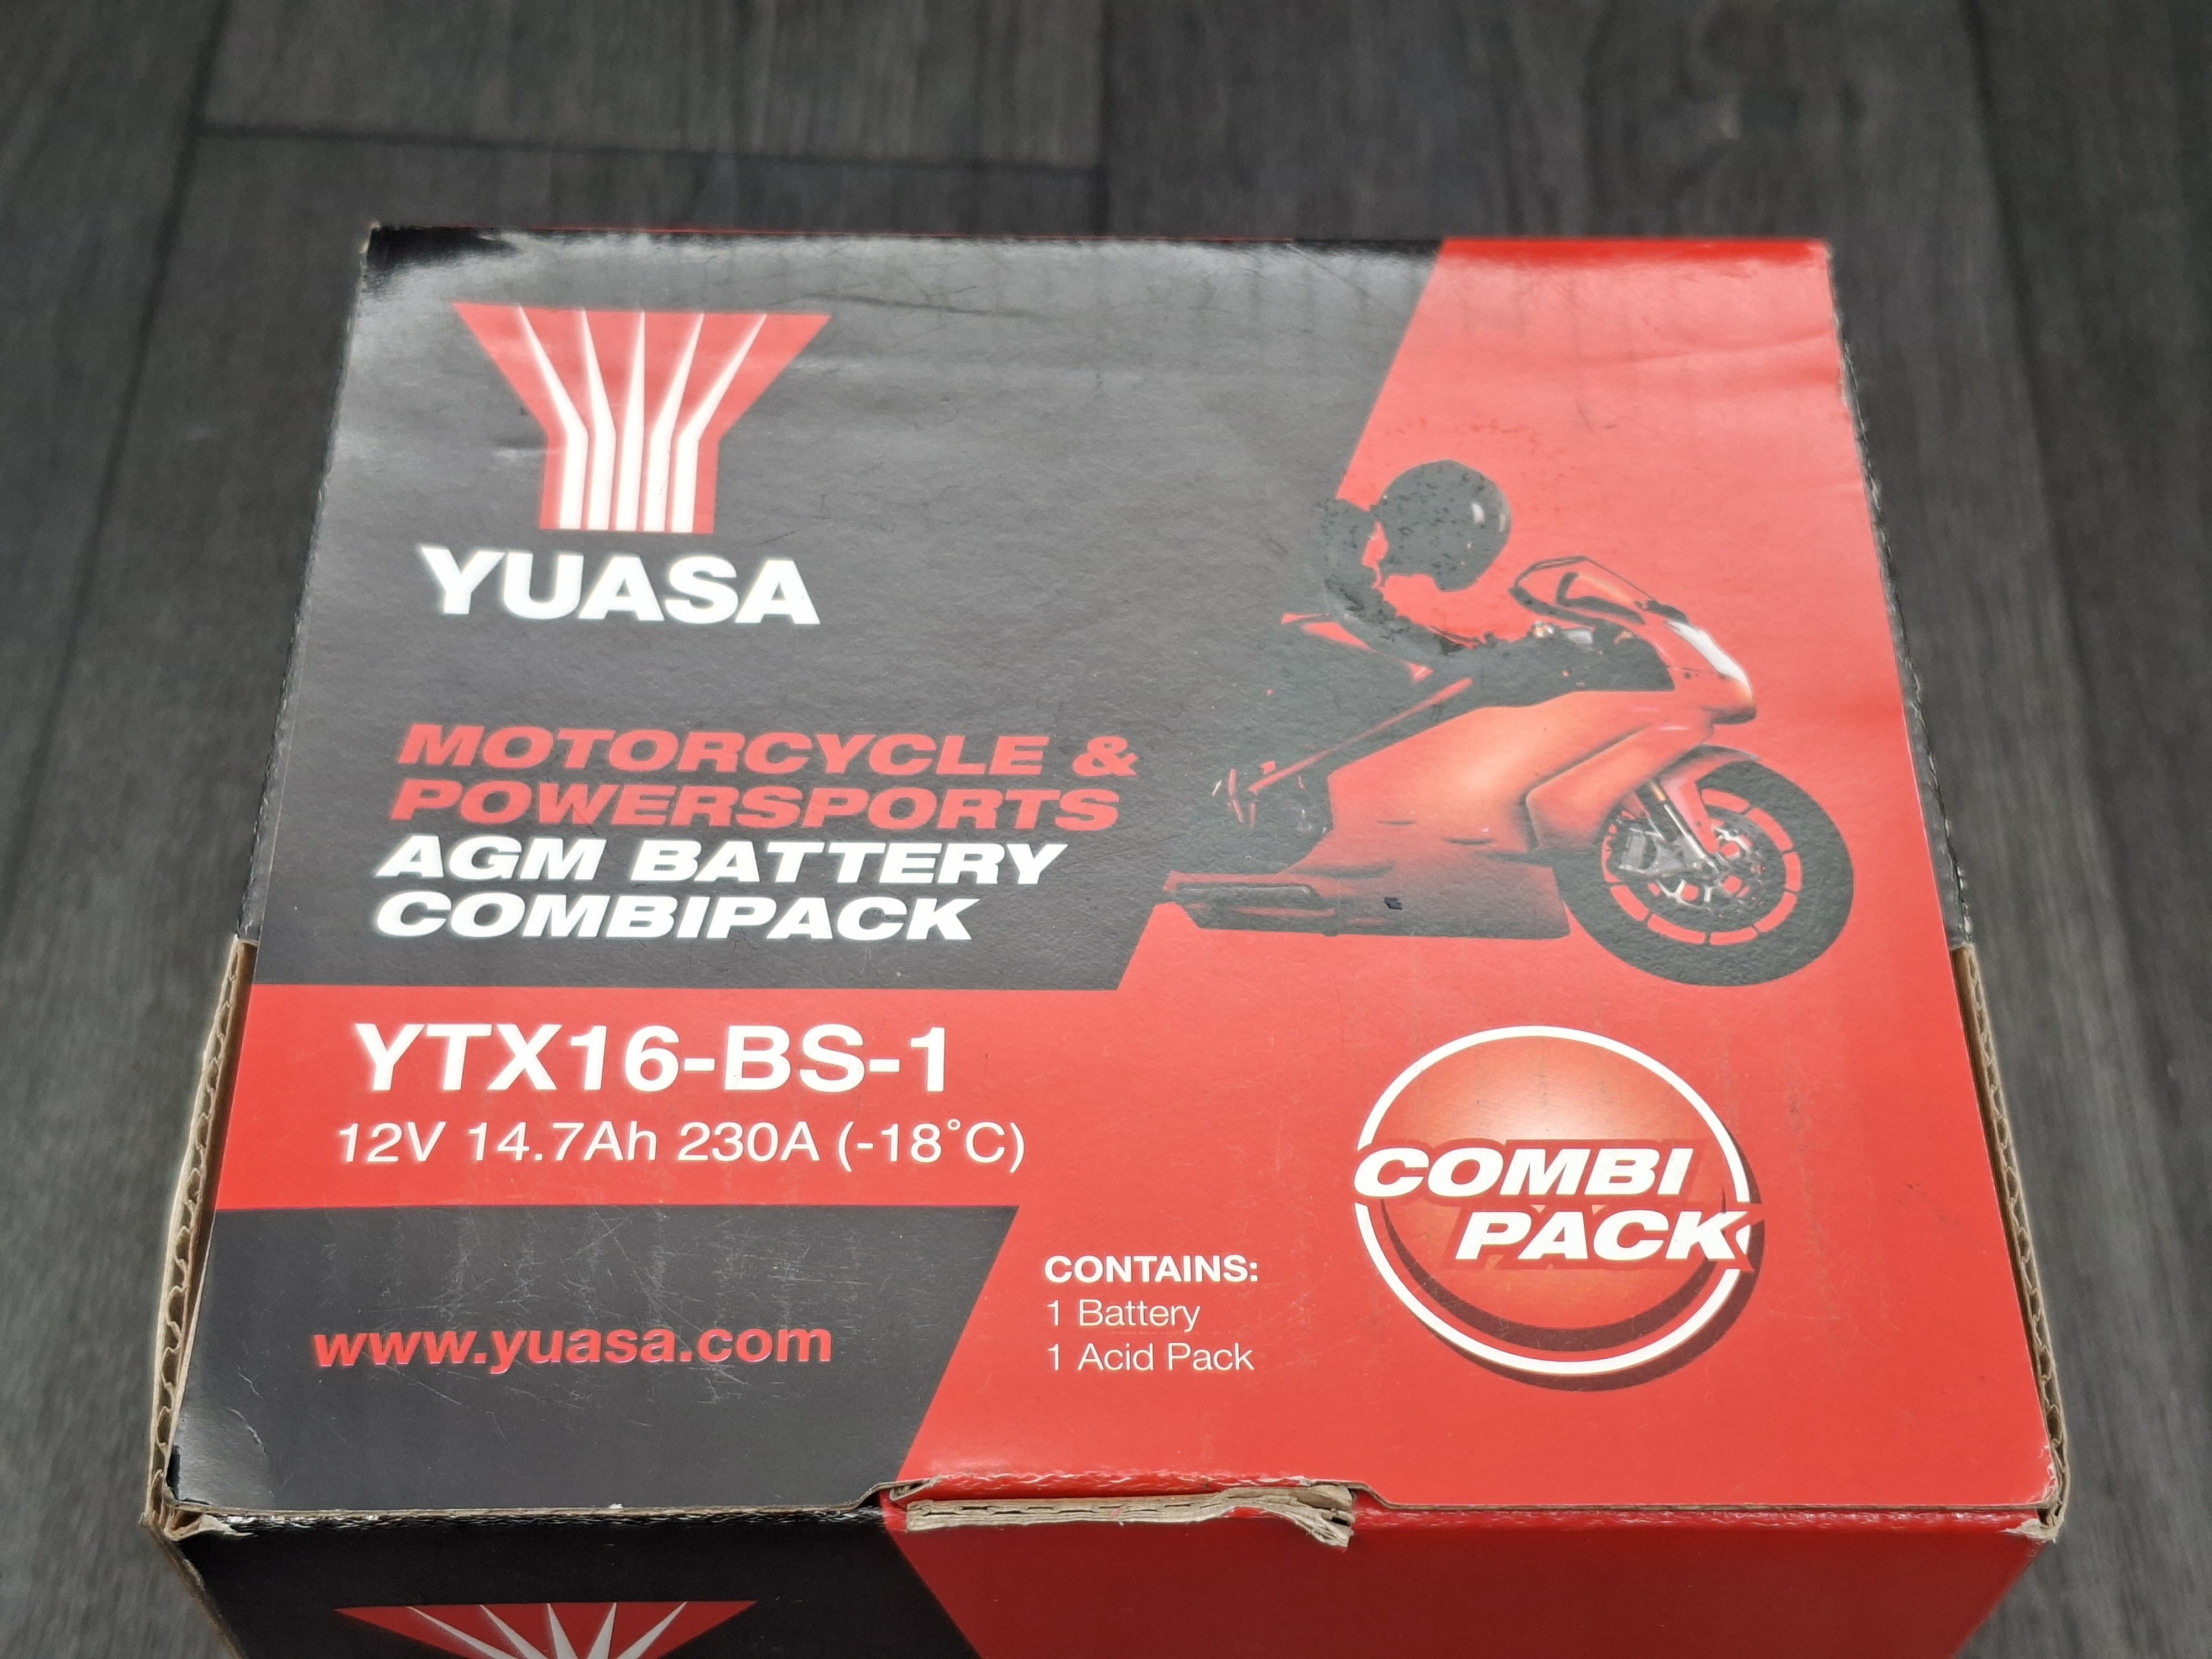 YUASA
MOTORCYCLE &
POWERSPORTS
AGM BATTERY
COMBIPACK
YTX16-BS-1
12V 14.7Ah 230A (-18°C)
www.yuasa.com
CONTAINS:
1 Battery
1 Acid Pack
COMBI
PACK